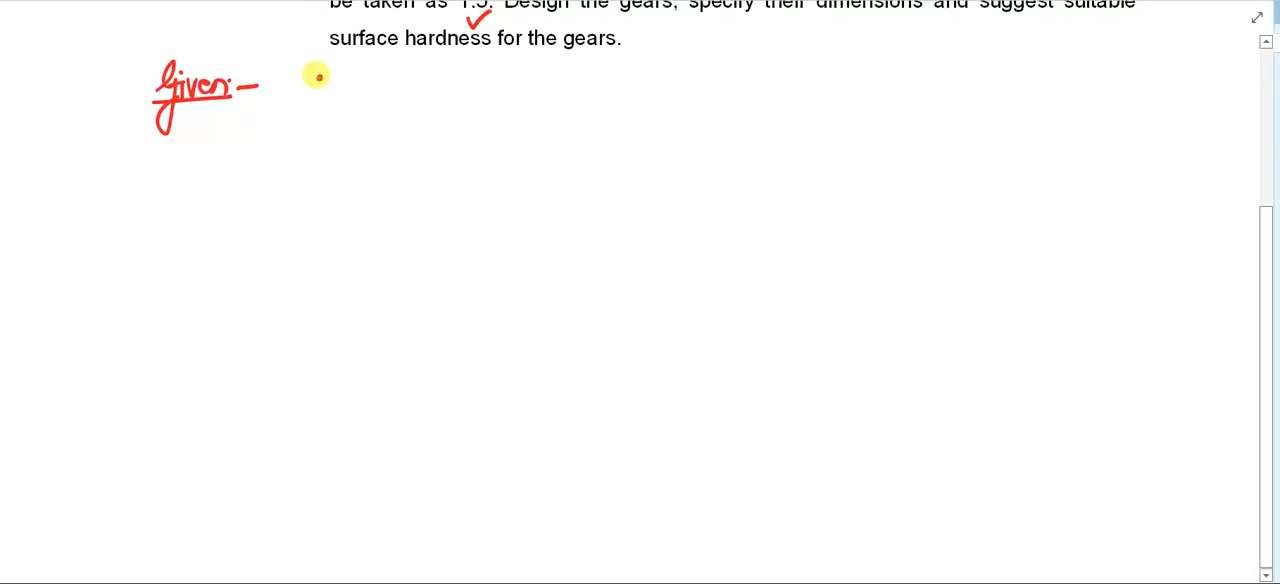 be taken as 1.5. Design the gears, specify their dimensions and suggest suitable
surface hardness for the gears.
Given:-